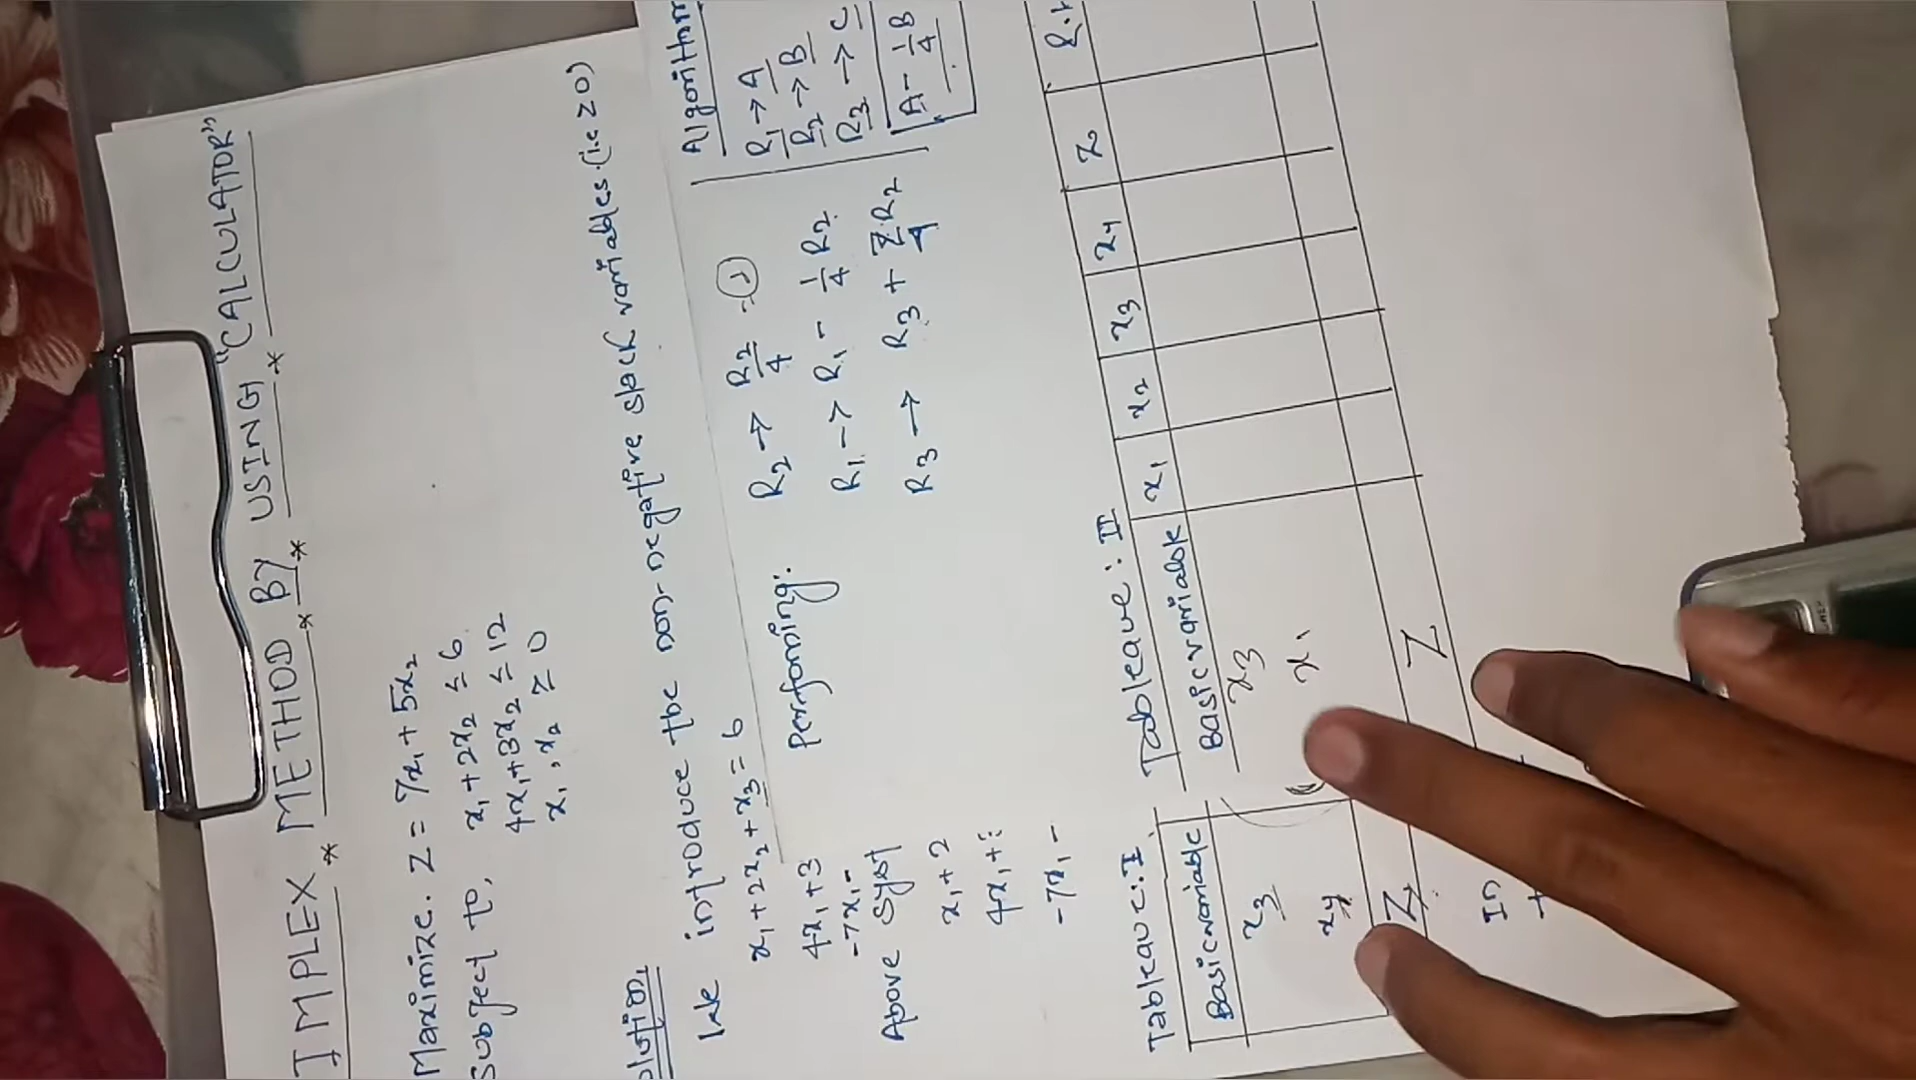 IMPLEX METHOD BY USING "CALCULATOR"
Maximize. Z = 7x₁ + 5x₂
Subject to, x₁ + 2x₂ ≤ 6
4x₁ + 3x₂ ≤ 12
x₁, x₂ ≥ 0
olution,
introduce the non-negative slack variables (i.e ≥ 0)
x₁ + 2x₂ + x₃ = 6
4x₁ + 3
-7x₁ -
Above Syst
x₁ + 2
4x₁ +
-7x₁ -
Performing:
R₂ → R₂/4 - ①
R₁ → R₁ - 1/4 R₂
R₃ → R₃ + 7/4 R₂
Algorithm
R₁ → A
R₂ → B
R₃ → C
A - 1/4 B
Tableaue: I
Basic variable
x₃
x₄
Z
Tableaue: II
Basic variable x₁ x₂ x₃ x₄ Z R.H
x₃
x₁
Z
In